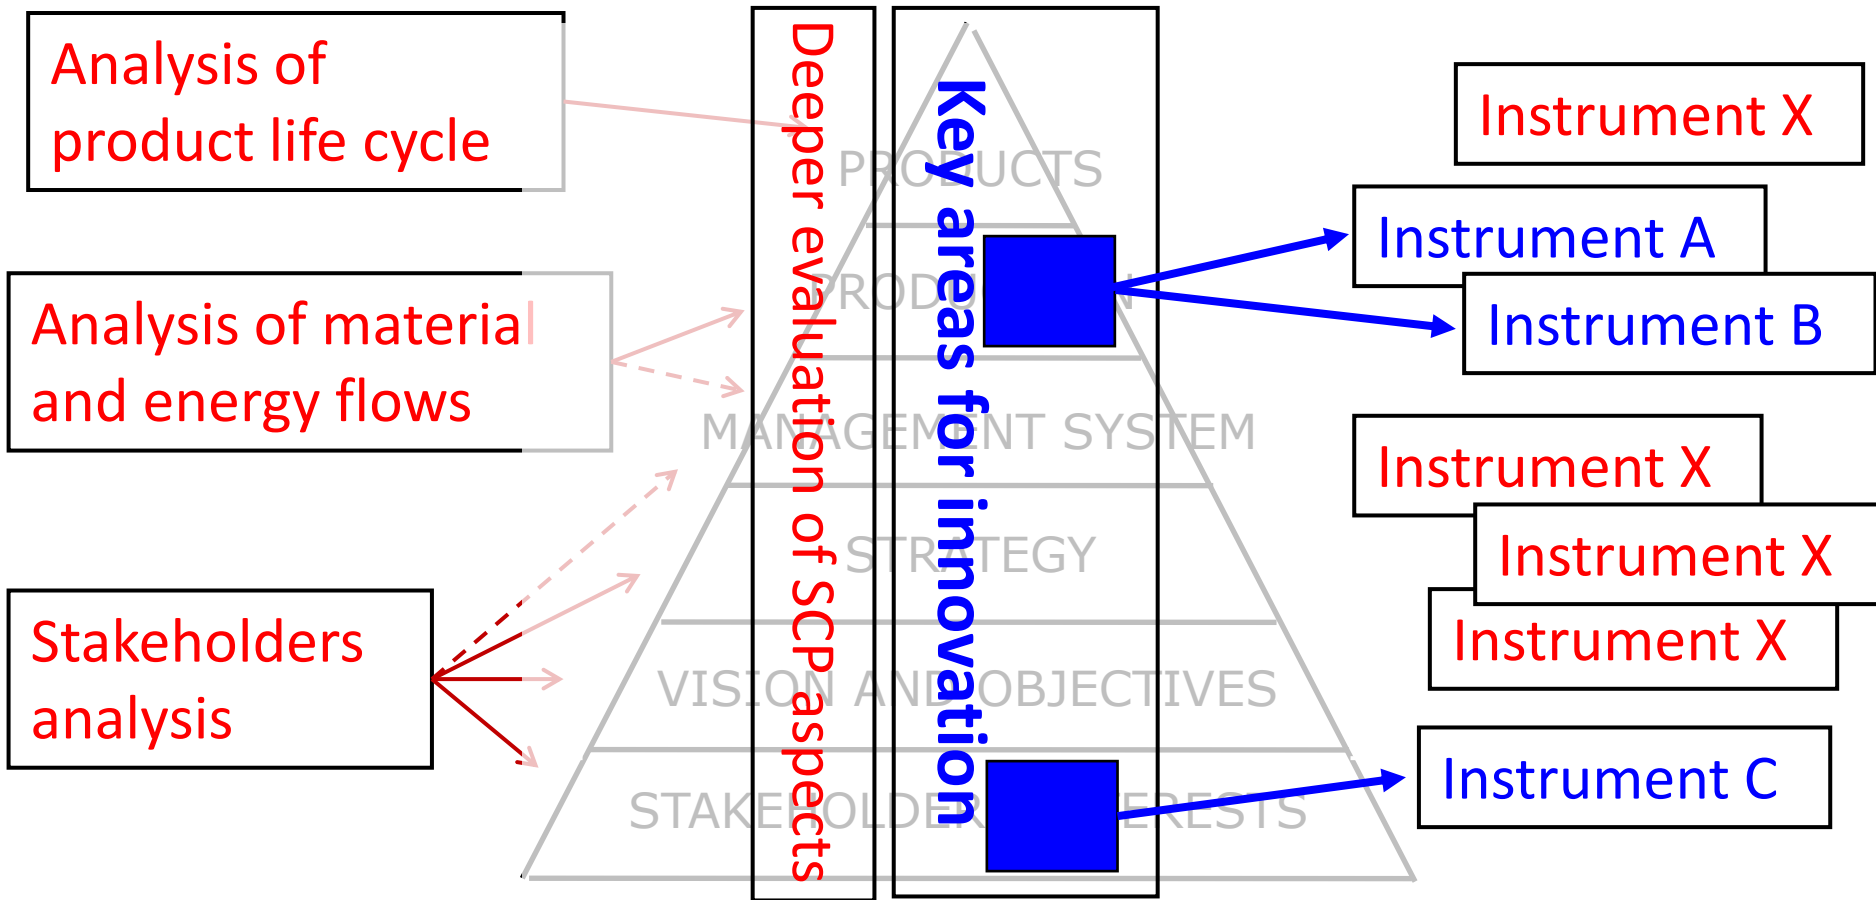 Analysis of
product life cycle
Analysis of material
and energy flows
Stakeholders
analysis
Deeper evaluation of SCP aspects
Key areas for innovation
PRODUCTS
MANAGEMENT SYSTEM
STRATEGY
VISION AND OBJECTIVES
Instrument X
Instrument A
Instrument B
Instrument X
Instrument X
Instrument X
Instrument C